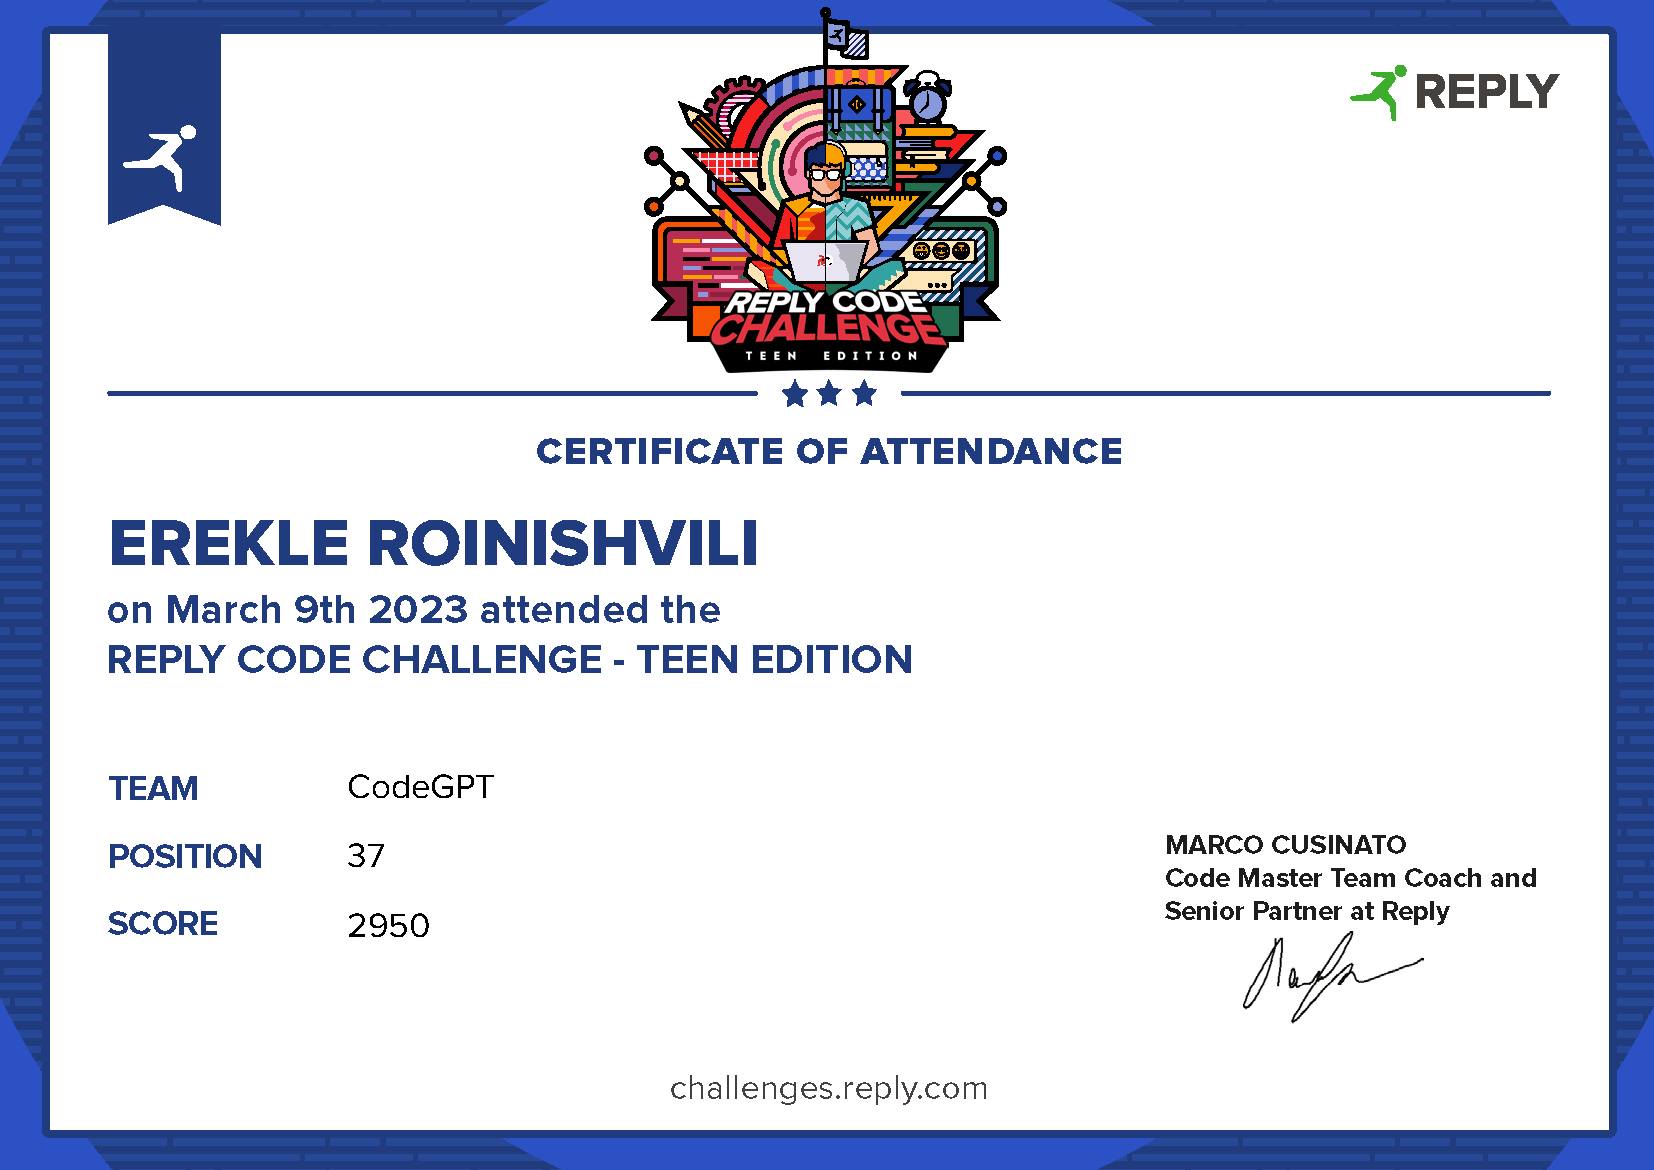 REPLY
REPLY CODE
CHALLENGE
TEEN EDITION
CERTIFICATE OF ATTENDANCE
EREKLE ROINISHVILI
on March 9th 2023 attended the
REPLY CODE CHALLENGE - TEEN EDITION
TEAM CodeGPT
POSITION 37
SCORE 2950
MARCO CUSINATO
Code Master Team Coach and
Senior Partner at Reply
challenges.reply.com